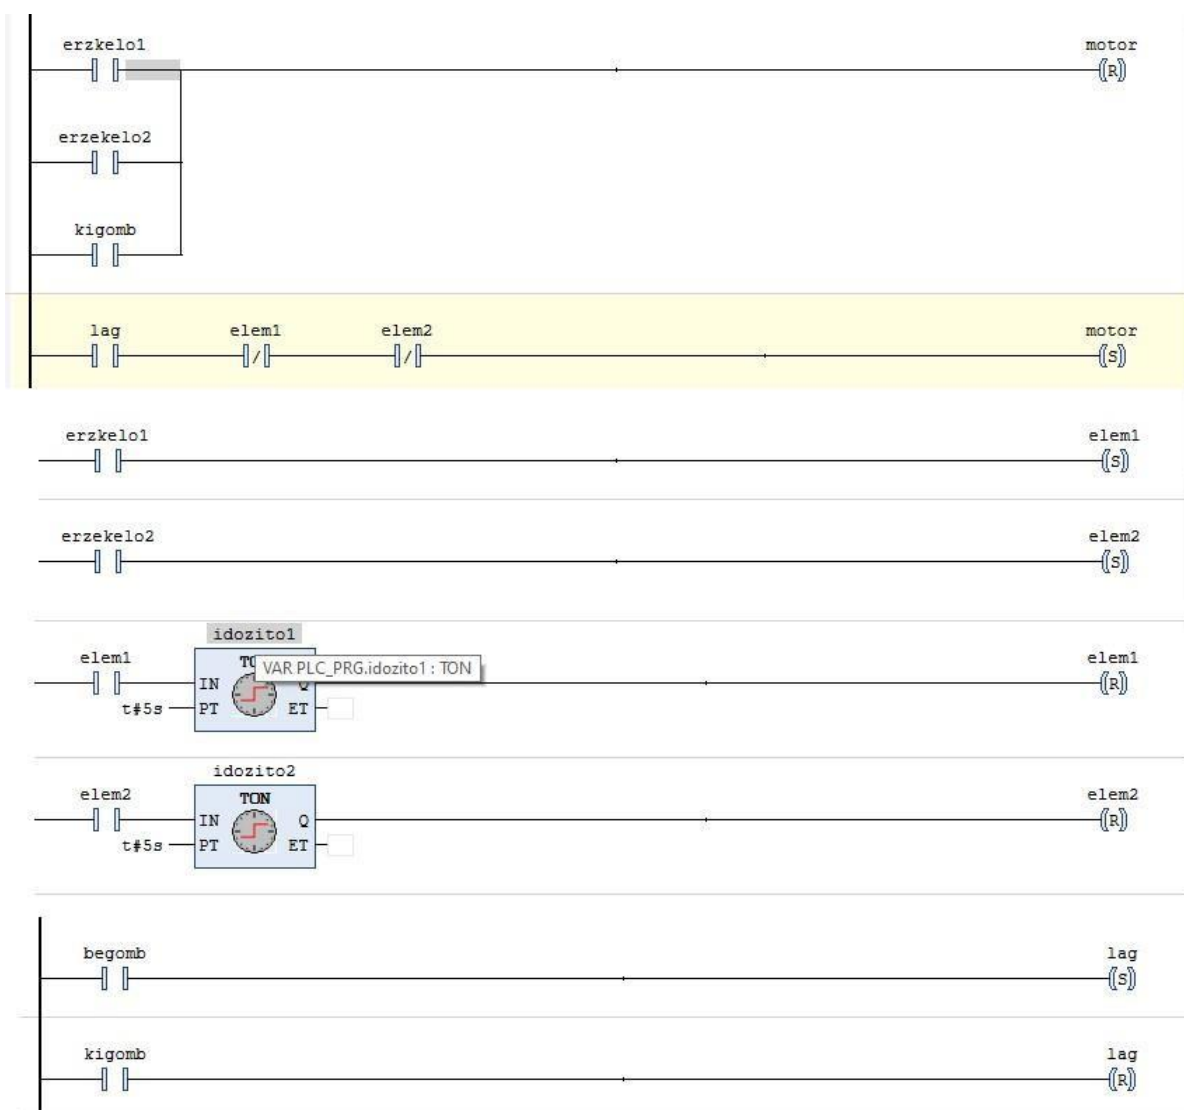 erzkelo1
motor
R
erzekelo2
kigomb
lag elem1 elem2 motor
/ / S
erzkelo1 elem1
S
erzekelo2 elem2
S
idozito1
elem1 VAR PLC_PRG.idozito1 : TON elem1
IN R
t#5s PT ET
idozito2
elem2 TON elem2
IN Q R
t#5s PT ET
begomb lag
S
kigomb lag
R